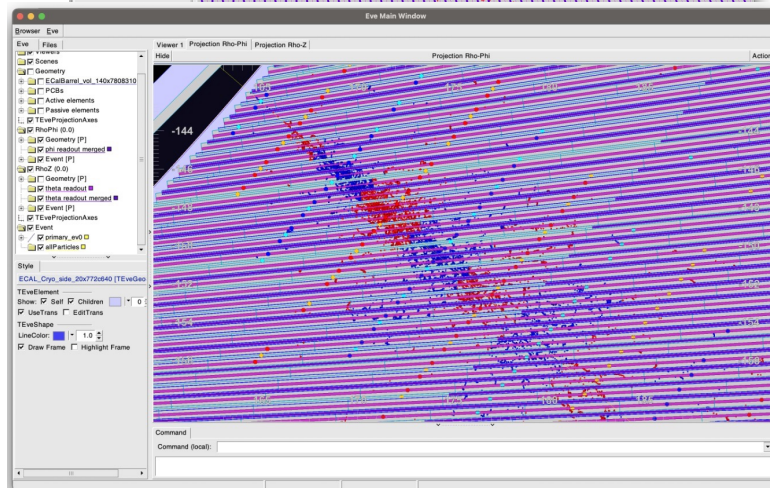 Eve Main Window
Browser Eve
Eve Files
Viewers
Scenes
Geometry
ECalBarrel_vol_140x7808310
PCBs
Active elements
Passive elements
TEveProjectionAxes
RhoPhi (0.0)
Geometry [P]
phi readout merged
Event [P]
RhoZ (0.0)
Geometry [P]
theta readout
theta readout merged
Event [P]
TEveProjectionAxes
Event
primary_ev0
allParticles
Style
ECAL_Cryo_side_20x772c640 [TEveGeo
TEveElement
Show: Self Children 0
UseTrans EditTrans
TEveShape
LineColor: 1.0
Draw Frame Highlight Frame
Viewer 1 Projection Rho-Phi Projection Rho-Z
Hide Projection Rho-Phi Action
-144
Command
Command (local):